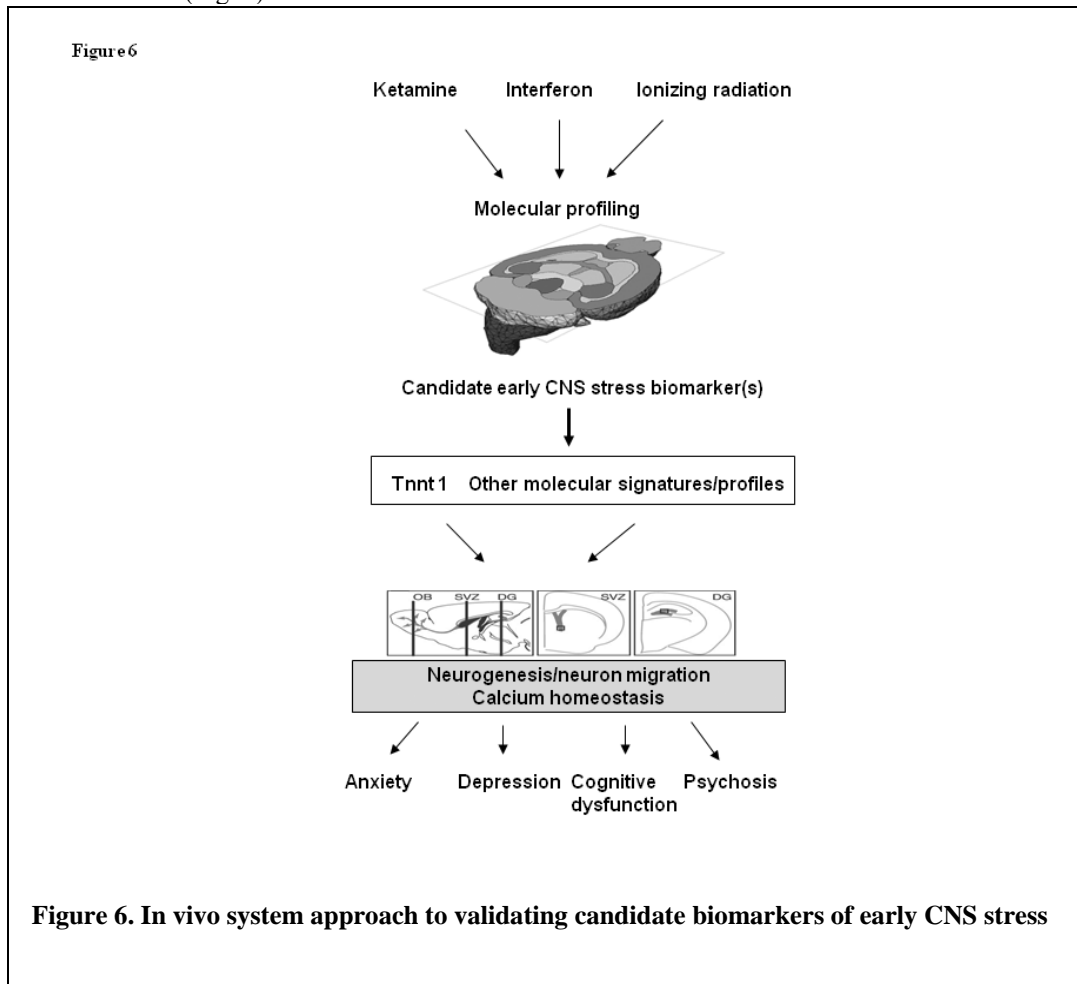 Figure 6
Ketamine Interferon Ionizing radiation
Molecular profiling
Candidate early CNS stress biomarker(s)
Tnnt 1 Other molecular signatures/profiles
OB SVZ DG SVZ DG
Neurogenesis/neuron migration
Calcium homeostasis
Anxiety Depression Cognitive dysfunction Psychosis
Figure 6. In vivo system approach to validating candidate biomarkers of early CNS stress